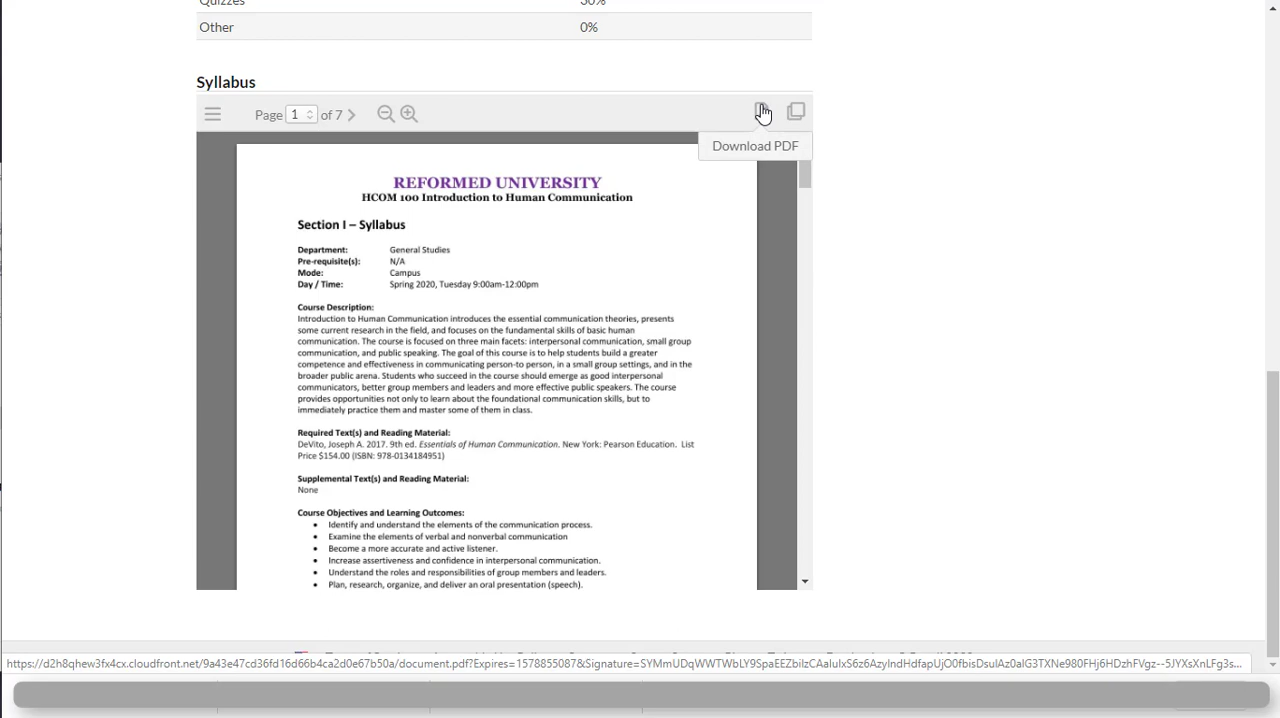 Quizzes 30%
Other 0%
Syllabus
Page 1 of 7
Download PDF
REFORMED UNIVERSITY
HCOM 100 Introduction to Human Communication
Section I – Syllabus
Department: General Studies
Pre-requisite(s): N/A
Mode: Campus
Day / Time: Spring 2020, Tuesday 9:00am-12:00pm
Course Description:
Introduction to Human Communication introduces the essential communication theories, presents
some current research in the field, and focuses on the fundamental skills of basic human
communication. The course is focused on three main facets: interpersonal communication, small group
communication, and public speaking. The goal of this course is to help students build a greater
competence and effectiveness in communicating person-to person, in a small group settings, and in the
broader public arena. Students who succeed in the course should emerge as good interpersonal
communicators, better group members and leaders and more effective public speakers. The course
provides opportunities not only to learn about the foundational communication skills, but to
immediately practice them and master some of them in class.
Required Text(s) and Reading Material:
DeVito, Joseph A. 2017. 9th ed. Essentials of Human Communication. New York: Pearson Education. List
Price $154.00 (ISBN: 978-0134184951)
Supplemental Text(s) and Reading Material:
None
Course Objectives and Learning Outcomes:
• Identify and understand the elements of the communication process.
• Examine the elements of verbal and nonverbal communication
• Become a more accurate and active listener.
• Increase assertiveness and confidence in interpersonal communication.
• Understand the roles and responsibilities of group members and leaders.
• Plan, research, organize, and deliver an oral presentation (speech).